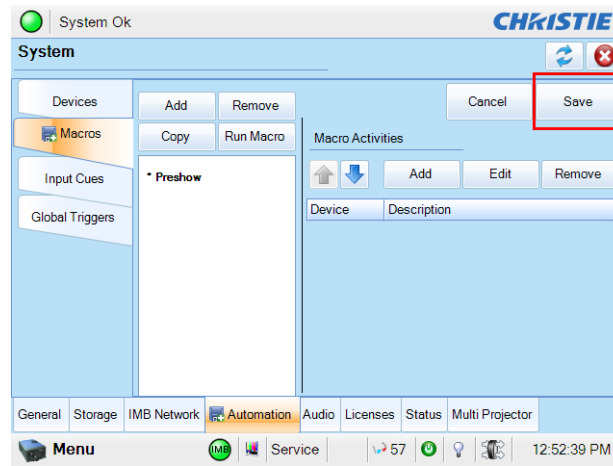 System Ok
CHRISTIE
System
Devices
Macros
Input Cues
Global Triggers
Add
Remove
Copy
Run Macro
* Preshow
Cancel
Save
Macro Activities
Add
Edit
Remove
Device
Description
General
Storage
IMB Network
Automation
Audio
Licenses
Status
Multi Projector
Menu
IMB
Service
57
12:52:39 PM